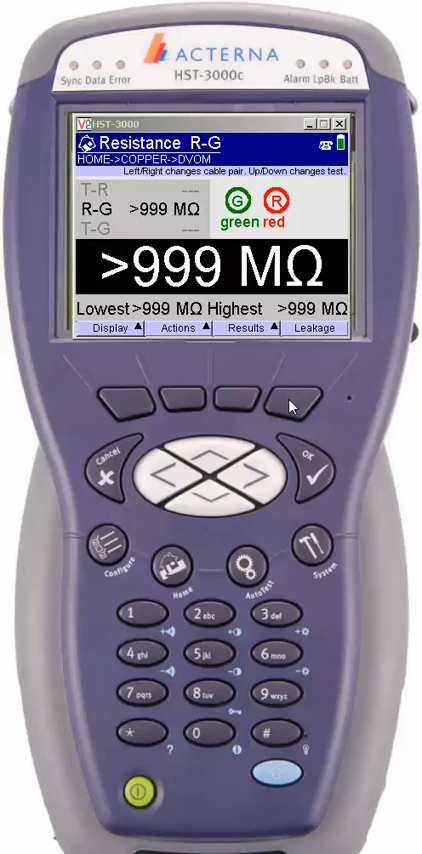 ACTERNA
HST-3000c
Sync Data Error
Alarm LpBk Batt
HST-3000
Resistance R-G
HOME->COPPER->DVOM
Left/Right changes cable pair. Up/Down changes test.
T-R ---
R-G >999 MΩ
T-G ---
G R
green red
>999 MΩ
Lowest >999 MΩ Highest >999 MΩ
Display ▲ Actions ▲ Results ▲ Leakage
Cancel
OK
Configure
Home
AutoTest
System
1 2 abc 3 def
4 ghi 5 jkl 6 mno
7 pqrs 8 tuv 9 wxyz
* 0 #
?